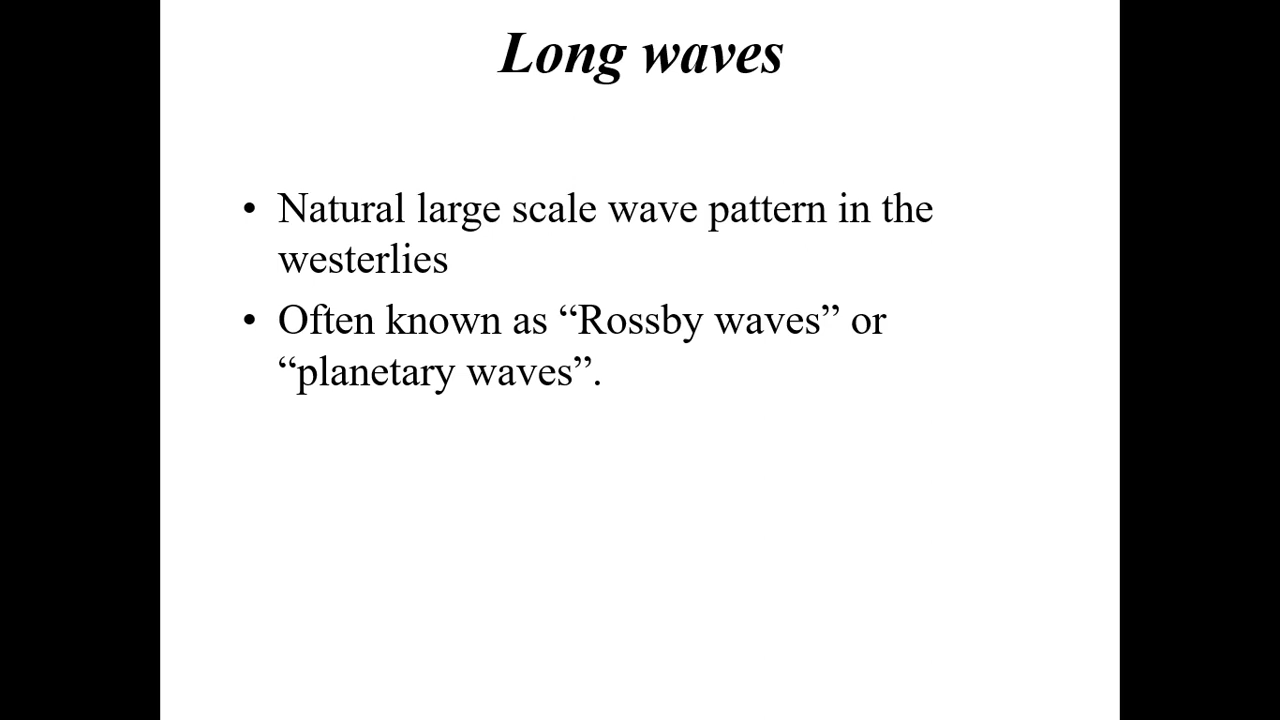 Long waves
• Natural large scale wave pattern in the
westerlies
• Often known as “Rossby waves” or
“planetary waves”.